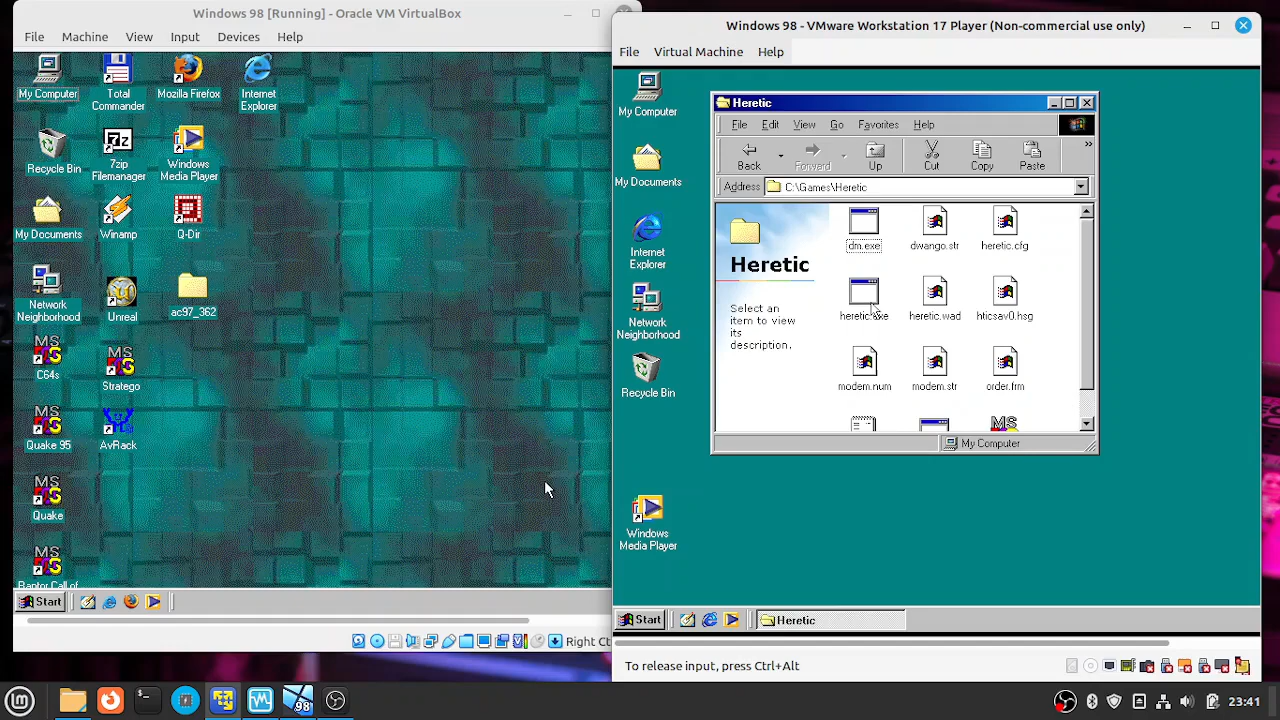 Windows 98 [Running] - Oracle VM VirtualBox
File Machine View Input Devices Help
My Computer
Total
Commander
Mozilla Firefox
Internet
Explorer
Recycle Bin
7zip
Filemanager
Windows
Media Player
My Documents
Winamp
Q-Dir
Network
Neighborhood
Unreal
ac97_362
C64s
Stratego
Quake 95
AvRack
Quake
Raptor Call of
Start
Right Ct
Windows 98 - VMware Workstation 17 Player (Non-commercial use only)
File Virtual Machine Help
My Computer
My Documents
Internet
Explorer
Network
Neighborhood
Recycle Bin
Windows
Media Player
Heretic
File Edit View Go Favorites Help
Back Forward Up Cut Copy Paste
Address C:\Games\Heretic
Heretic
Select an
item to view
its
description.
dm.exe dwango.str heretic.cfg
heretic.exe heretic.wad hticsav0.hsg
modem.num modem.str order.frm
My Computer
Start Heretic
To release input, press Ctrl+Alt
98
23:41